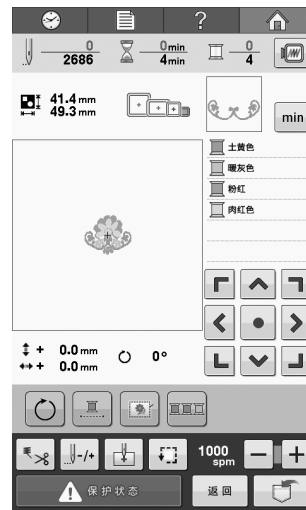 ?
0 0min 0
2686 4min 4
41.4 mm
49.3 mm
min
土黄色
暖灰色
粉红
肉红色
+ 0.0 mm 0°
+ 0.0 mm
-/+
1000
spm
− +
保护状态 返回